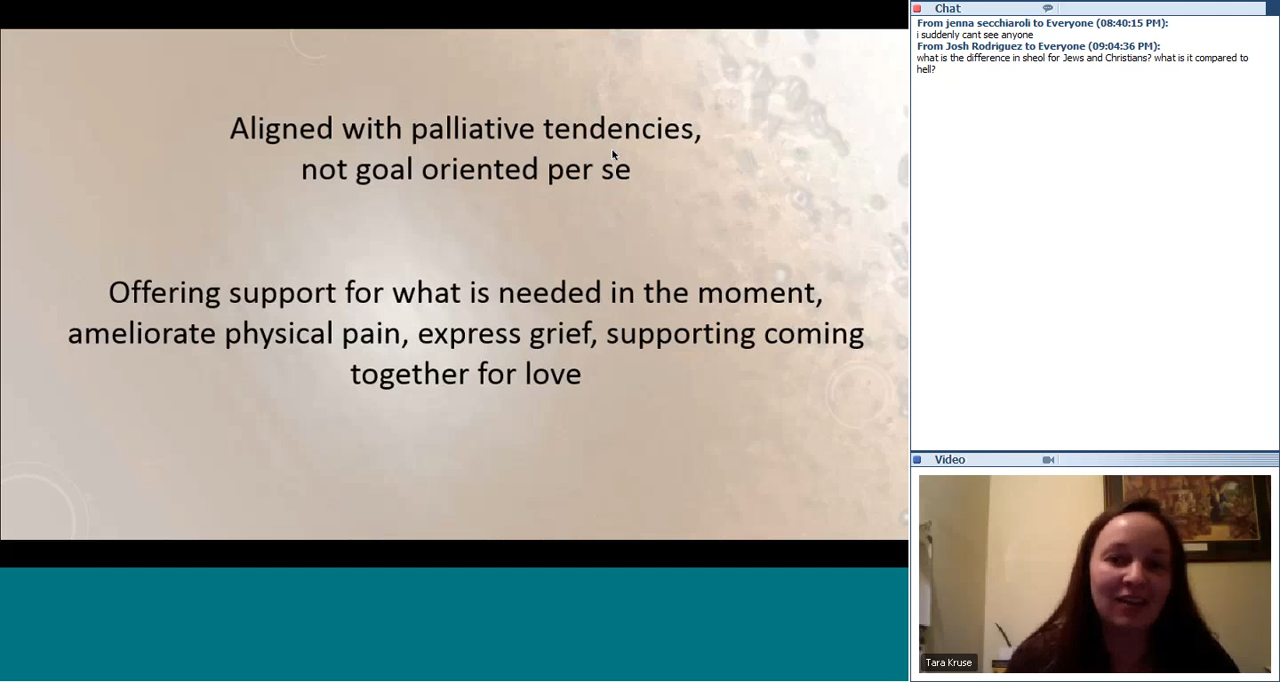 Aligned with palliative tendencies,
not goal oriented per se
Offering support for what is needed in the moment,
ameliorate physical pain, express grief, supporting coming
together for love
Chat
From jenna secchiaroli to Everyone (08:40:15 PM):
i suddenly cant see anyone
From Josh Rodriguez to Everyone (09:04:36 PM):
what is the difference in sheol for Jews and Christians? what is it compared to
hell?
Video
Tara Kruse